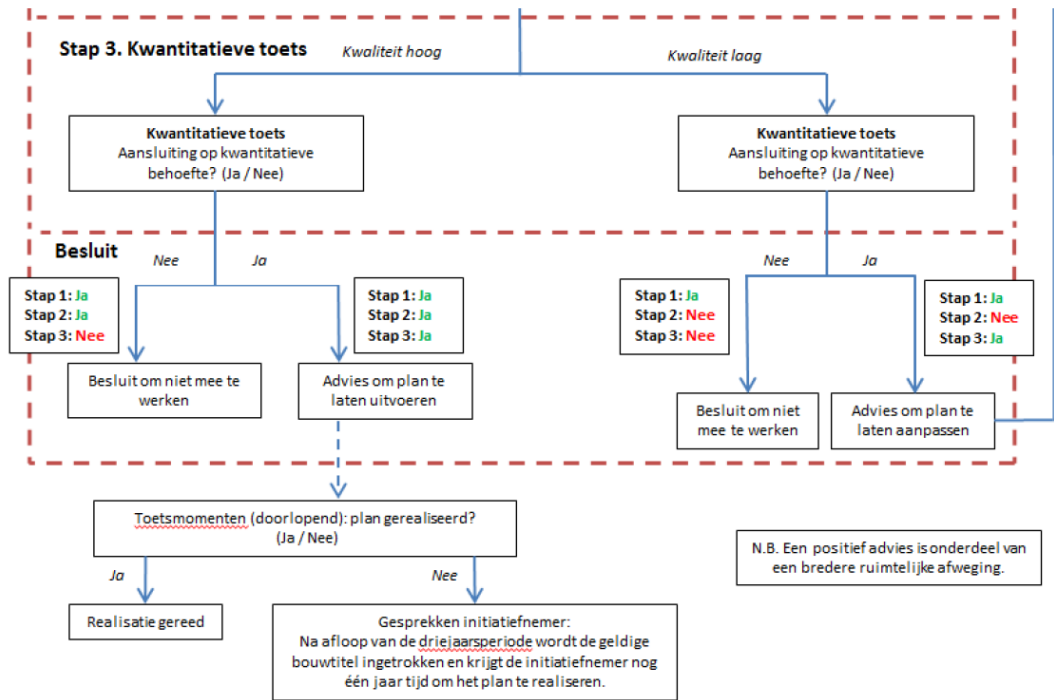 Stap 3. Kwantitatieve toets
Kwaliteit hoog
Kwaliteit laag
Kwantitatieve toets
Aansluiting op kwantitatieve
behoefte? (Ja / Nee)
Kwantitatieve toets
Aansluiting op kwantitatieve
behoefte? (Ja / Nee)
Besluit
Nee
Ja
Nee
Ja
Stap 1: Ja
Stap 2: Ja
Stap 3: Nee
Stap 1: Ja
Stap 2: Ja
Stap 3: Ja
Stap 1: Ja
Stap 2: Nee
Stap 3: Nee
Stap 1: Ja
Stap 2: Nee
Stap 3: Ja
Besluit om niet mee te
werken
Advies om plan te
laten uitvoeren
Besluit om niet
mee te werken
Advies om plan te
laten aanpassen
Toetsmomenten (doorlopend): plan gerealiseerd?
(Ja / Nee)
N.B. Een positief advies is onderdeel van
een bredere ruimtelijke afweging.
Ja
Nee
Realisatie gereed
Gesprekken initiatiefnemer:
Na afloop van de driejaarsperiode wordt de geldige
bouwtitel ingetrokken en krijgt de initiatiefnemer nog
één jaar tijd om het plan te realiseren.